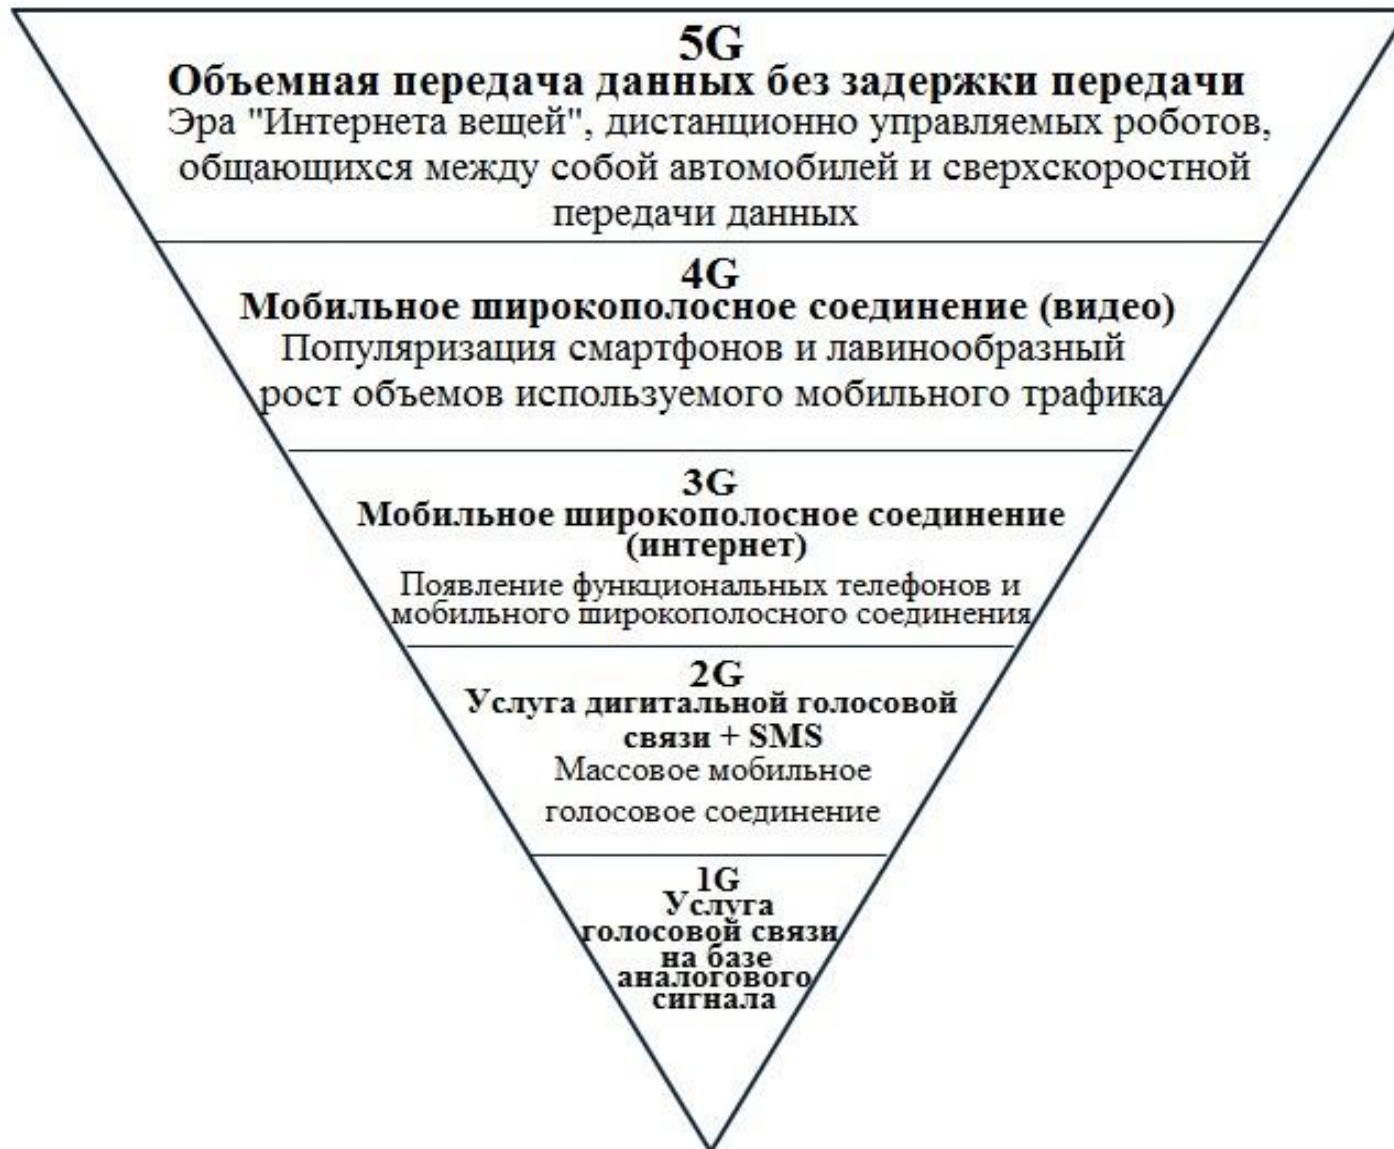 5G
Объемная передача данных без задержки передачи
Эра "Интернета вещей", дистанционно управляемых роботов,
общающихся между собой автомобилей и сверхскоростной
передачи данных
4G
Мобильное широкополосное соединение (видео)
Популяризация смартфонов и лавинообразный
рост объемов используемого мобильного трафика
3G
Мобильное широкополосное соединение
(интернет)
Появление функциональных телефонов и
мобильного широкополосного соединения
2G
Услуга дигитальной голосовой
связи + SMS
Массовое мобильное
голосовое соединение
1G
Услуга
голосовой связи
на базе
аналогового
сигнала